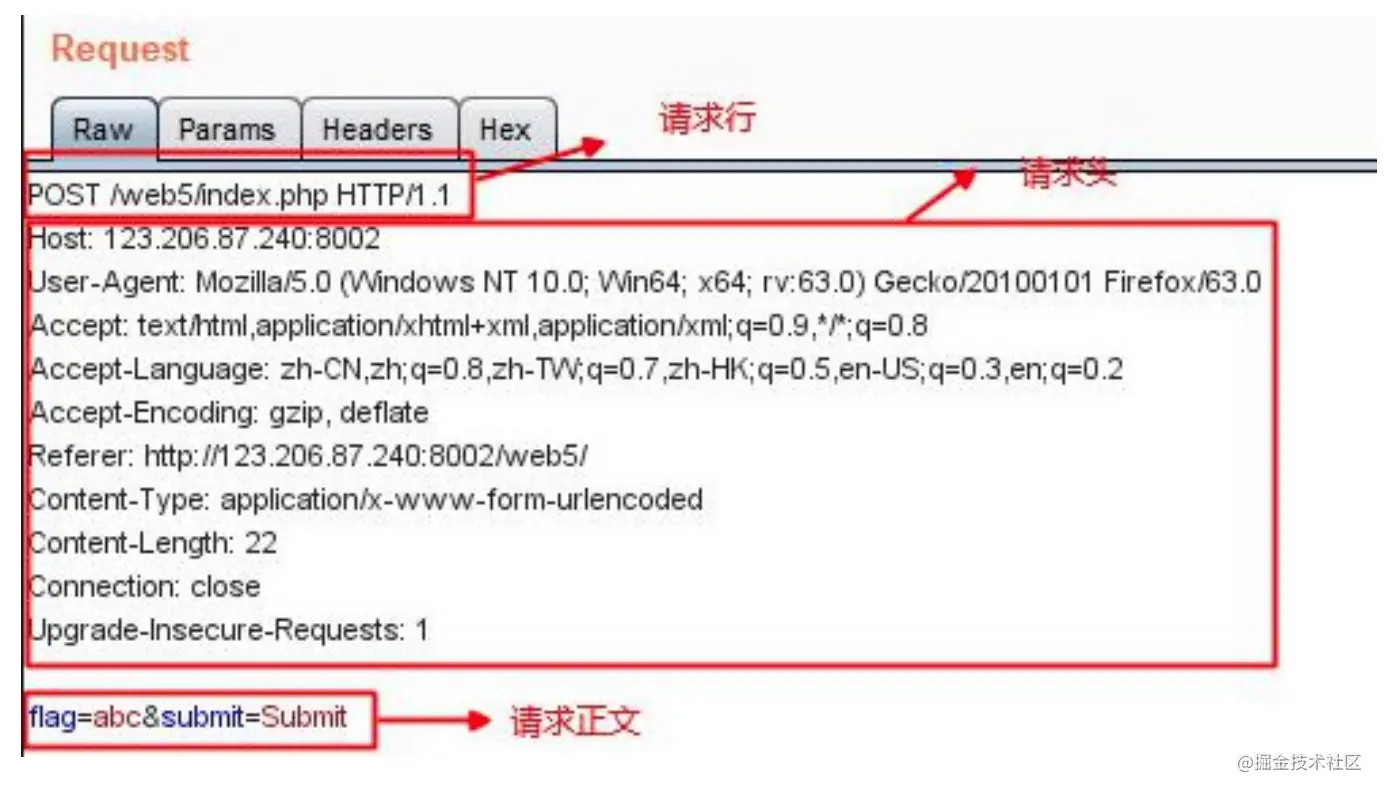 Request
Raw Params Headers Hex
请求行
请求头
POST /web5/index.php HTTP/1.1
Host: 123.206.87.240:8002
User-Agent: Mozilla/5.0 (Windows NT 10.0; Win64; x64; rv:63.0) Gecko/20100101 Firefox/63.0
Accept: text/html,application/xhtml+xml,application/xml;q=0.9,*/*;q=0.8
Accept-Language: zh-CN,zh;q=0.8,zh-TW;q=0.7,zh-HK;q=0.5,en-US;q=0.3,en;q=0.2
Accept-Encoding: gzip, deflate
Referer: http://123.206.87.240:8002/web5/
Content-Type: application/x-www-form-urlencoded
Content-Length: 22
Connection: close
Upgrade-Insecure-Requests: 1
flag=abc&submit=Submit 请求正文
@掘金技术社区